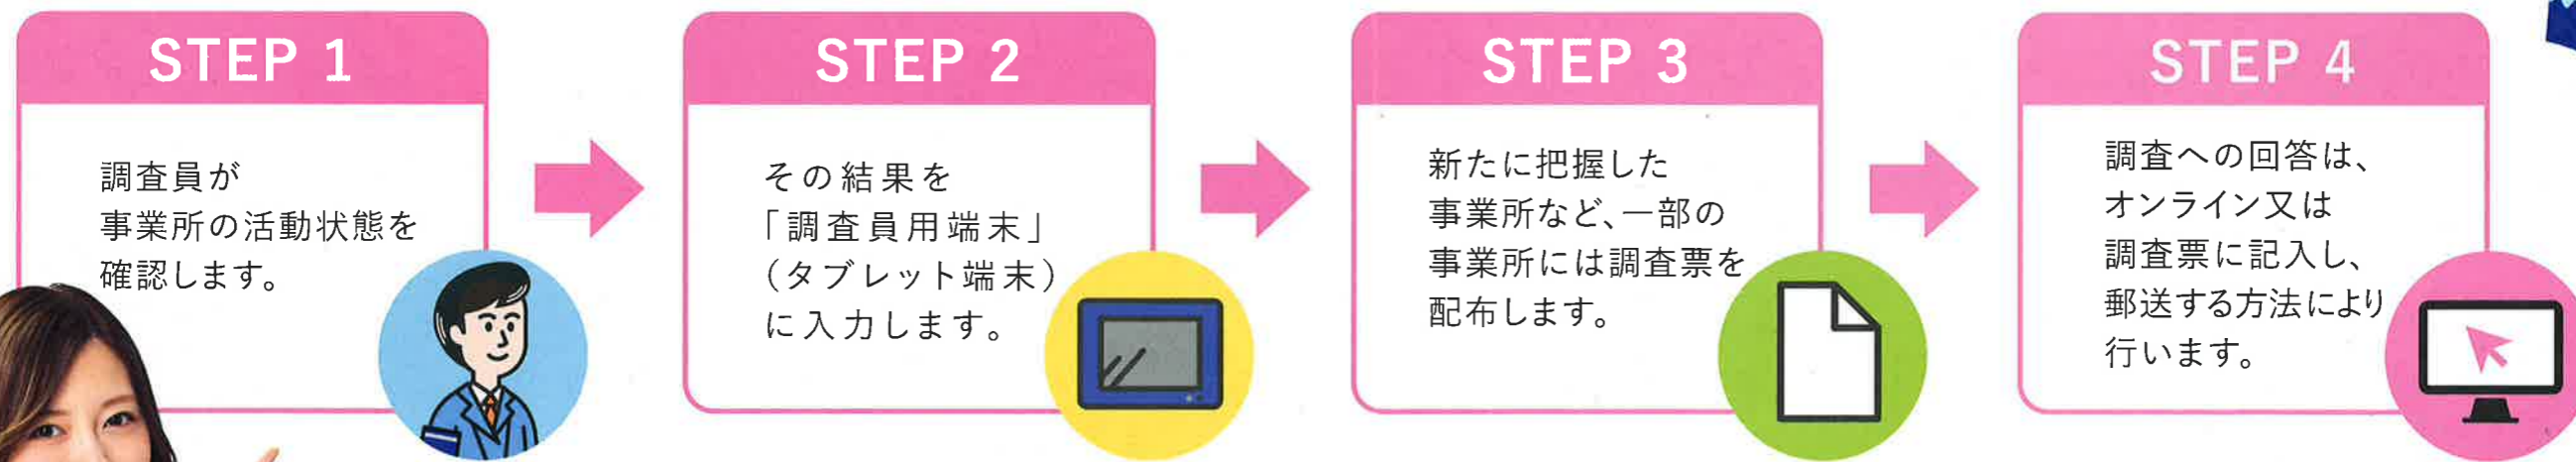 STEP 1
調査員が
事業所の活動状態を
確認します。
STEP 2
その結果を
「調査員用端末」
（タブレット端末）
に入力します。
STEP 3
新たに把握した
事業所など、一部の
事業所には調査票を
配布します。
STEP 4
調査への回答は、
オンライン又は
調査票に記入し、
郵送する方法により
行います。